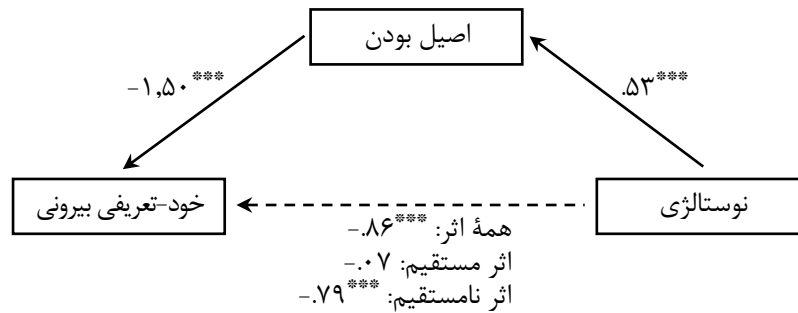 اصیل بودن
-۱,۵۰***
.۵۳***
نوستالژی
خود-تعریفی بیرونی
همهٔ اثر: ***۸۶.-
اثر مستقیم: ۰۷.-
اثر نامستقیم: ***۷۹.-